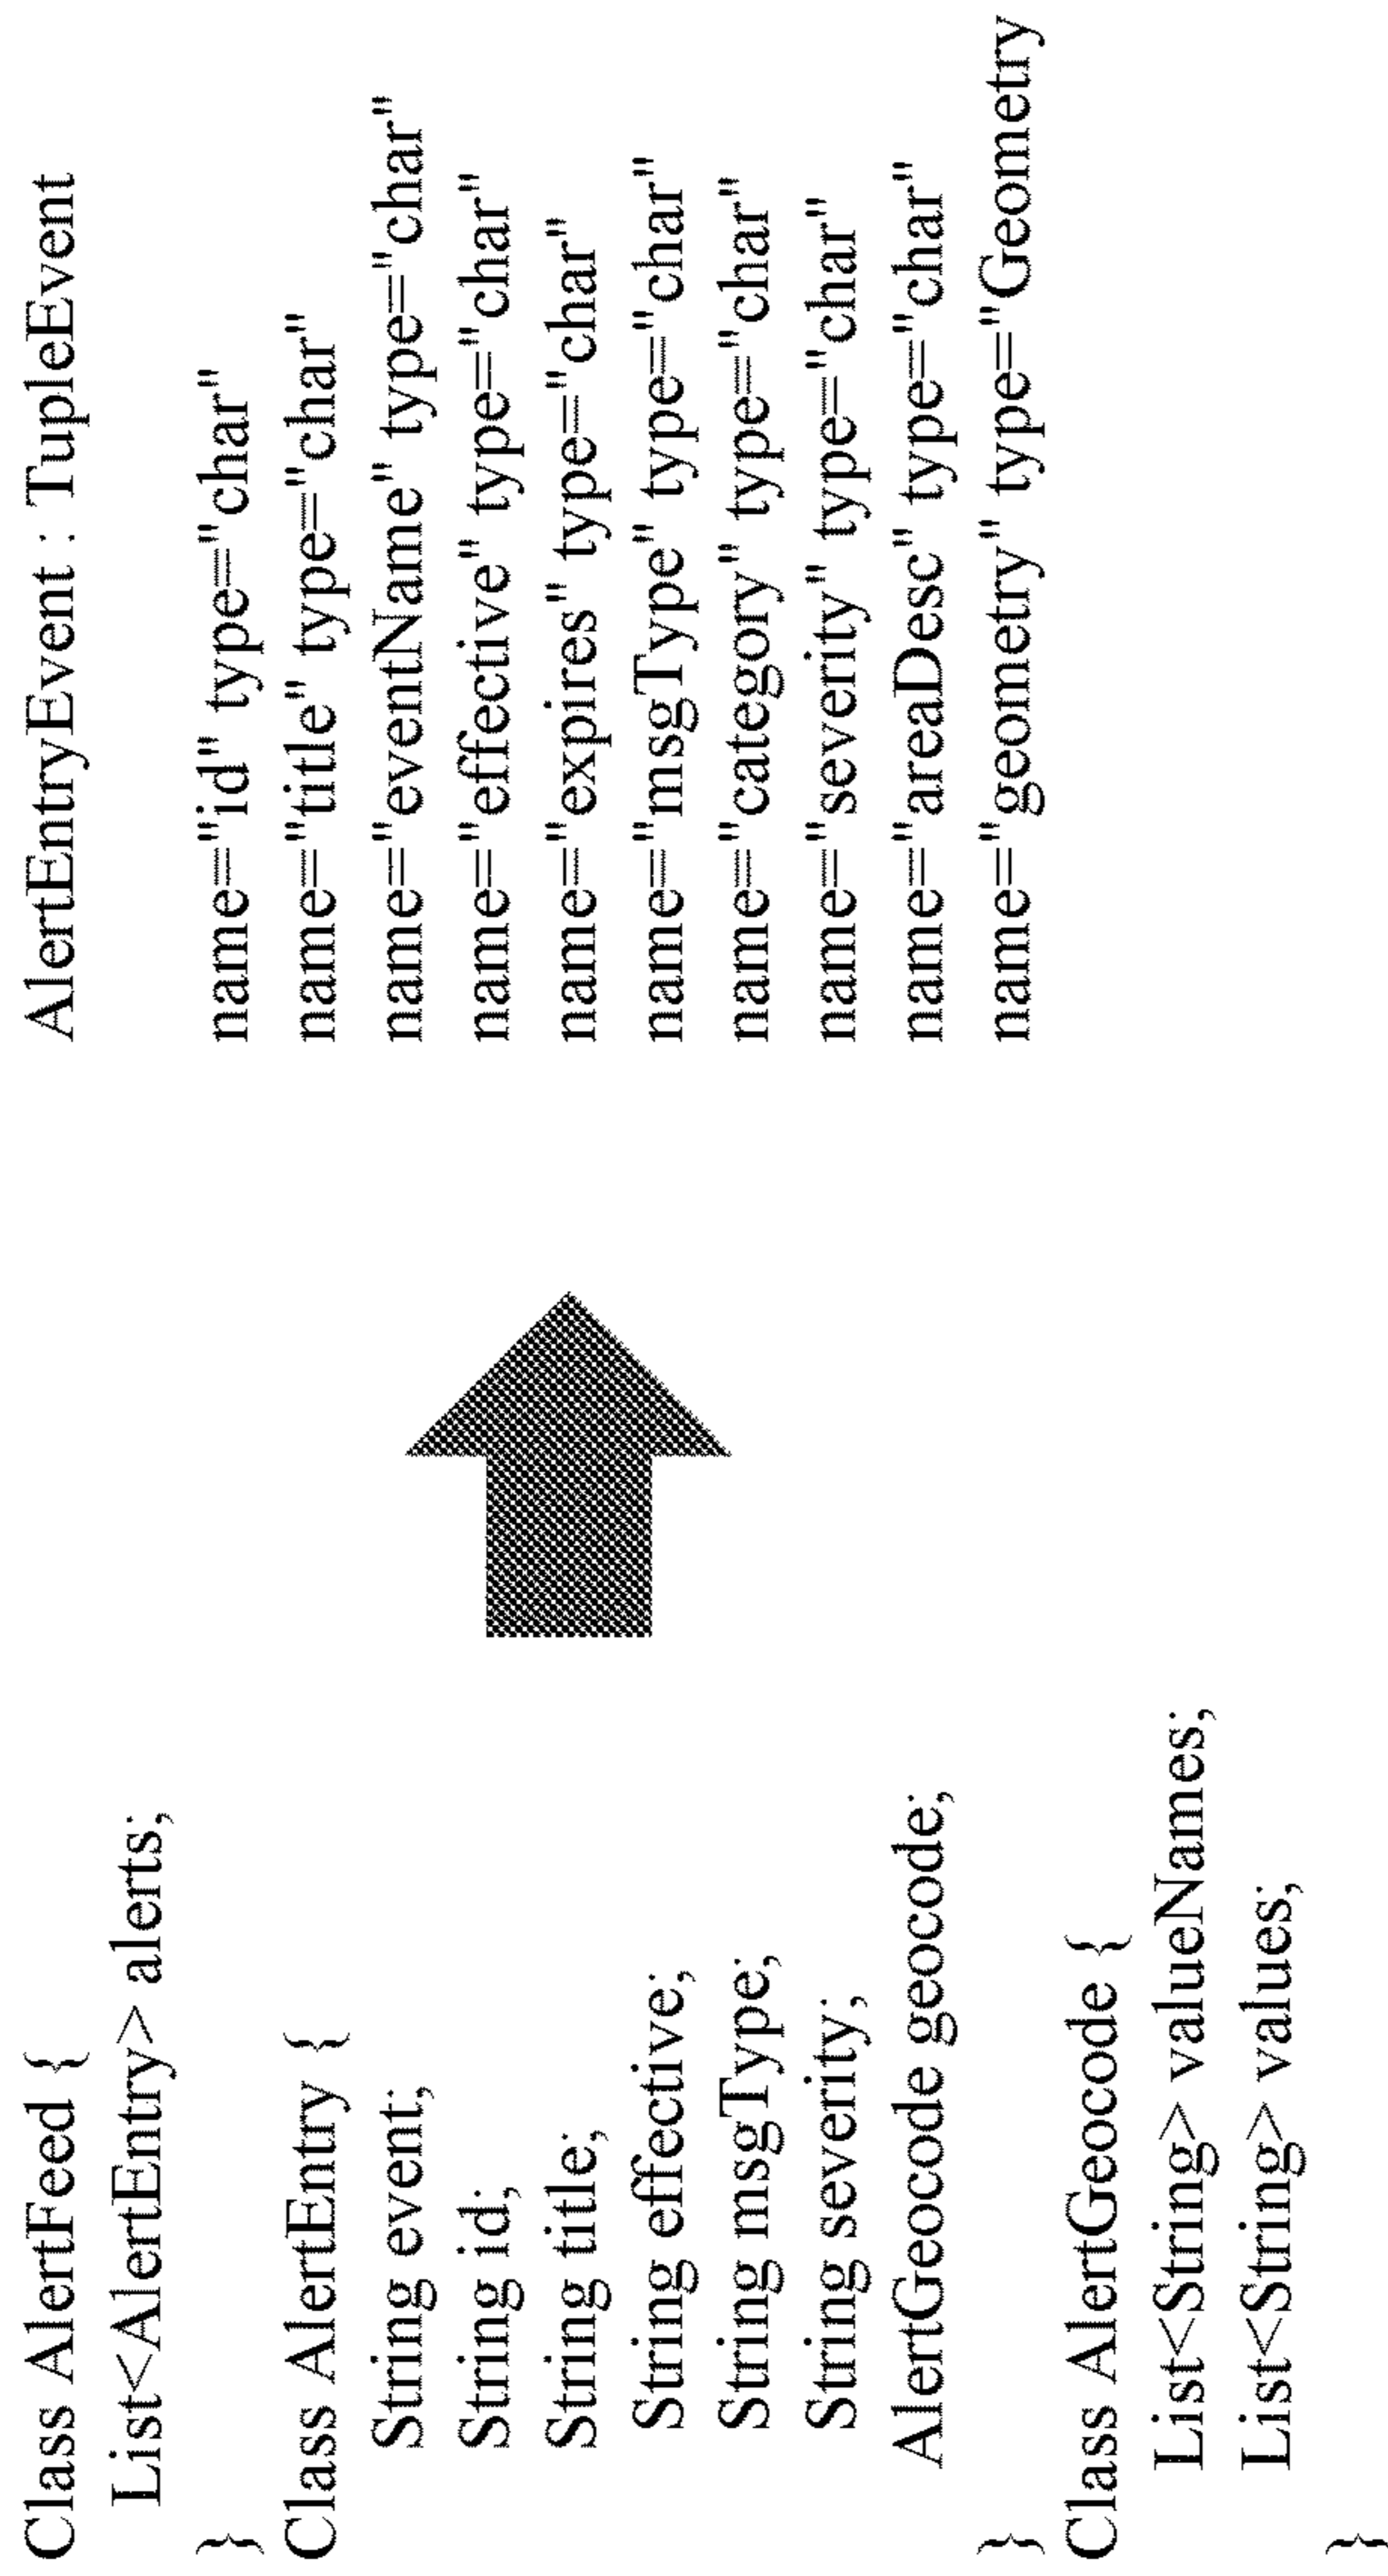 Class AlertFeed {
List<AlertEntry> alerts;
}
Class AlertEntry {
String event;
String id;
String title;
String effective;
String msgType;
String severity;
AlertGeocode geocode;
}
Class AlertGeocode {
List<String> valueNames;
List<String> values;
}
AlertEntryEvent : TupleEvent
name="id" type="char"
name="title" type="char"
name="eventName" type="char"
name="effective" type="char"
name="expires" type="char"
name="msgType" type="char"
name="category" type="char"
name="severity" type="char"
name="areaDesc" type="char"
name="geometry" type="Geometry